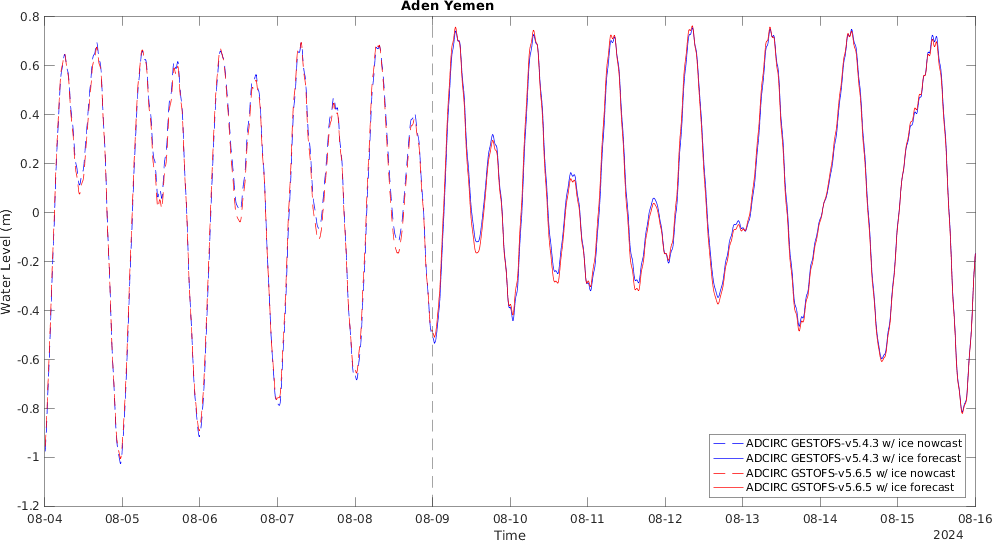 Aden Yemen
0.8
0.6
0.4
0.2
0
-0.2
-0.4
-0.6
-0.8
-1
-1.2
Water Level (m)
ADCIRC GESTOFS-v5.4.3 w/ ice nowcast
ADCIRC GESTOFS-v5.4.3 w/ ice forecast
ADCIRC GSTOFS-v5.6.5 w/ ice nowcast
ADCIRC GSTOFS-v5.6.5 w/ ice forecast
08-04 08-05 08-06 08-07 08-08 08-09 08-10 08-11 08-12 08-13 08-14 08-15 08-16
Time
2024